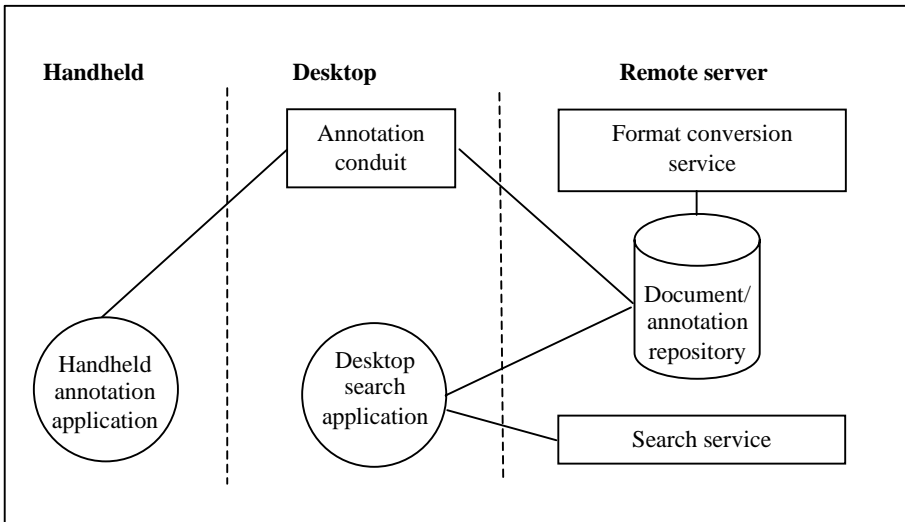 Handheld
Desktop
Remote server
Annotation
conduit
Format conversion
service
Document/
annotation
repository
Handheld
annotation
application
Desktop
search
application
Search service